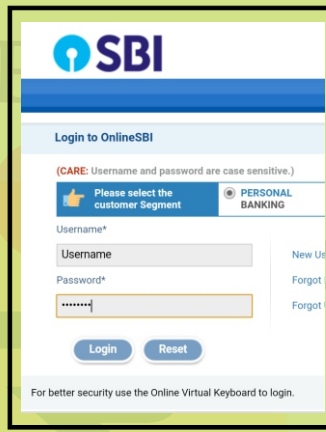 SBI
Login to OnlineSBI
(CARE: Username and password are case sensitive.)
Please select the
customer Segment
PERSONAL
BANKING
Username*
Username
New Us
Password*
Forgot
••••••••
Forgot
Login Reset
For better security use the Online Virtual Keyboard to login.